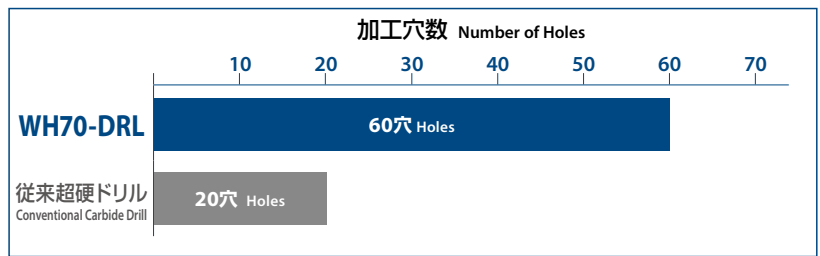 加工穴数 Number of Holes
10 20 30 40 50 60 70
WH70-DRL
60穴 Holes
従来超硬ドリル
Conventional Carbide Drill
20穴 Holes